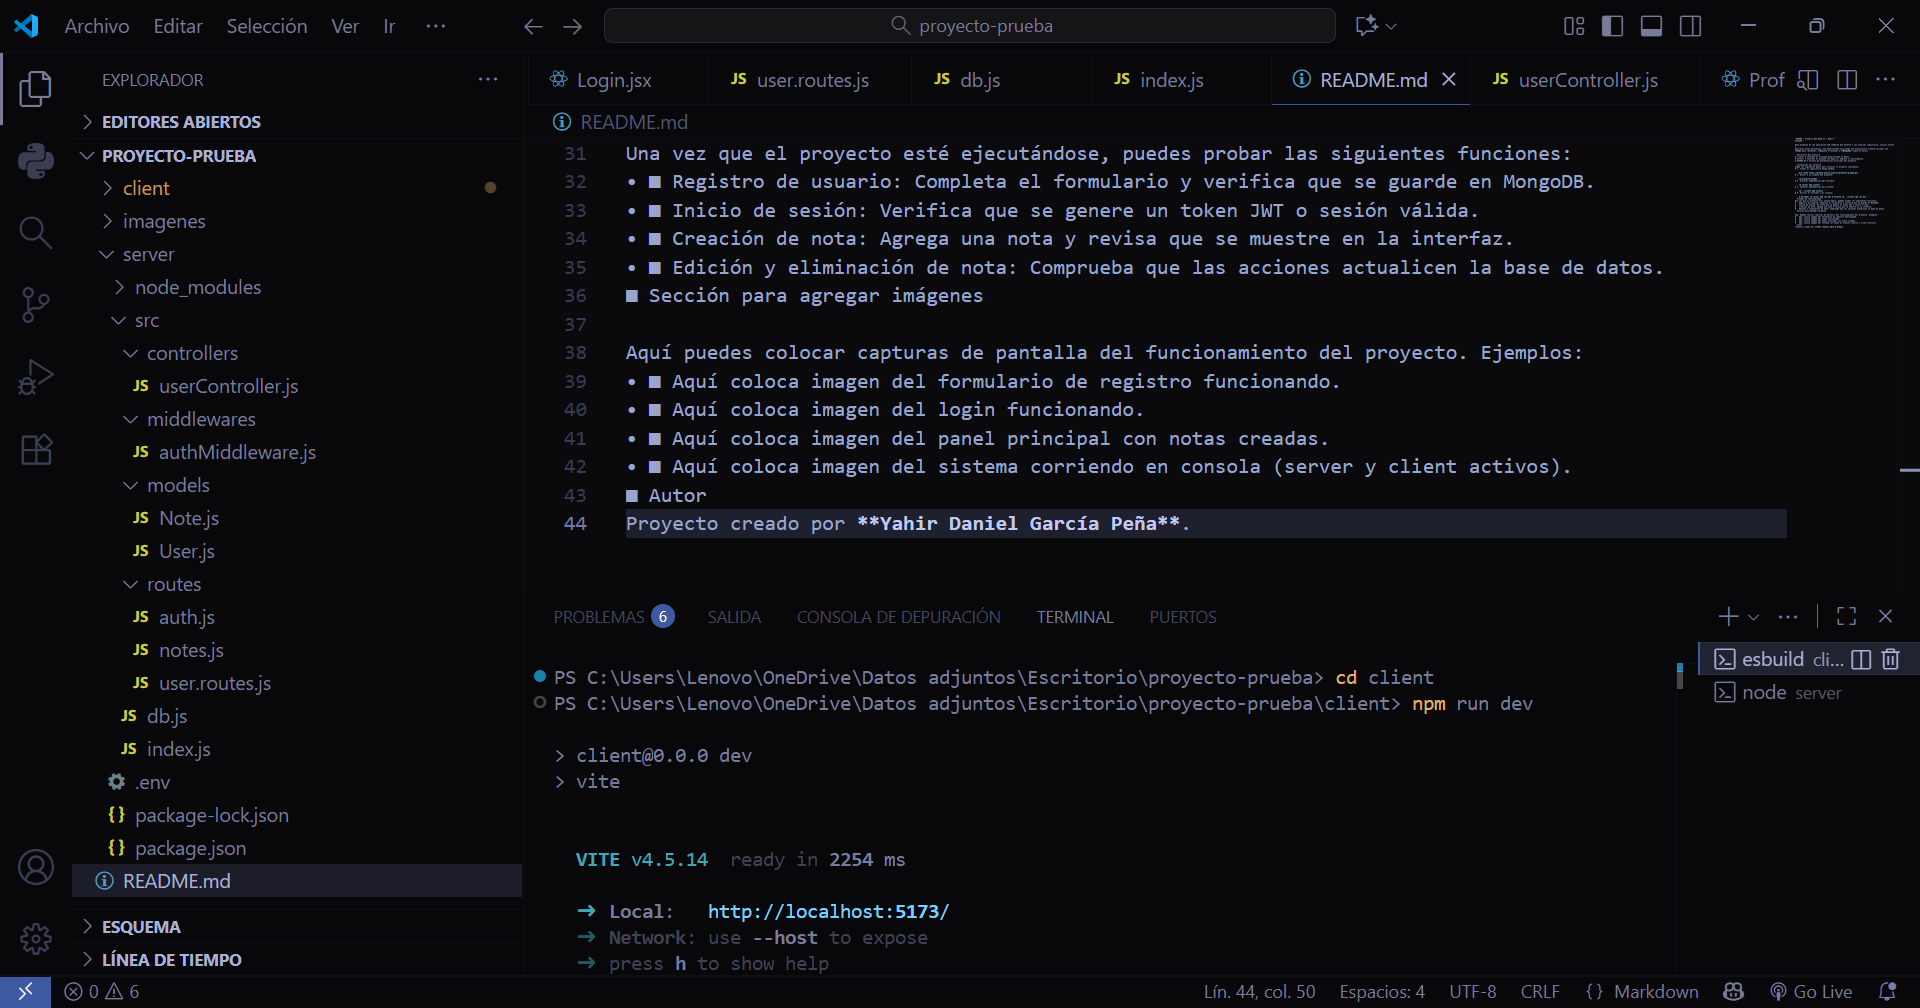 Archivo Editar Selección Ver Ir ··· proyecto-prueba
EXPLORADOR ···
EDITORES ABIERTOS
PROYECTO-PRUEBA
client
imagenes
server
node_modules
src
controllers
JS userController.js
middlewares
JS authMiddleware.js
models
JS Note.js
JS User.js
routes
JS auth.js
JS notes.js
JS user.routes.js
JS db.js
JS index.js
.env
{} package-lock.json
{} package.json
README.md
ESQUEMA
LÍNEA DE TIEMPO
Login.jsx JS user.routes.js JS db.js JS index.js README.md JS userController.js Prof ···
README.md
31 Una vez que el proyecto esté ejecutándose, puedes probar las siguientes funciones:
32 • ■ Registro de usuario: Completa el formulario y verifica que se guarde en MongoDB.
33 • ■ Inicio de sesión: Verifica que se genere un token JWT o sesión válida.
34 • ■ Creación de nota: Agrega una nota y revisa que se muestre en la interfaz.
35 • ■ Edición y eliminación de nota: Comprueba que las acciones actualicen la base de datos.
36 ■ Sección para agregar imágenes
37
38 Aquí puedes colocar capturas de pantalla del funcionamiento del proyecto. Ejemplos:
39 • ■ Aquí coloca imagen del formulario de registro funcionando.
40 • ■ Aquí coloca imagen del login funcionando.
41 • ■ Aquí coloca imagen del panel principal con notas creadas.
42 • ■ Aquí coloca imagen del sistema corriendo en consola (server y client activos).
43 ■ Autor
44 Proyecto creado por **Yahir Daniel García Peña**.
PROBLEMAS 6 SALIDA CONSOLA DE DEPURACIÓN TERMINAL PUERTOS
PS C:\Users\Lenovo\OneDrive\Datos adjuntos\Escritorio\proyecto-prueba> cd client
PS C:\Users\Lenovo\OneDrive\Datos adjuntos\Escritorio\proyecto-prueba\client> npm run dev
> client@0.0.0 dev
> vite
VITE v4.5.14 ready in 2254 ms
➜ Local: http://localhost:5173/
➜ Network: use --host to expose
➜ press h to show help
esbuild cli...
node server
0 6 Lín. 44, col. 50 Espacios: 4 UTF-8 CRLF {} Markdown Go Live